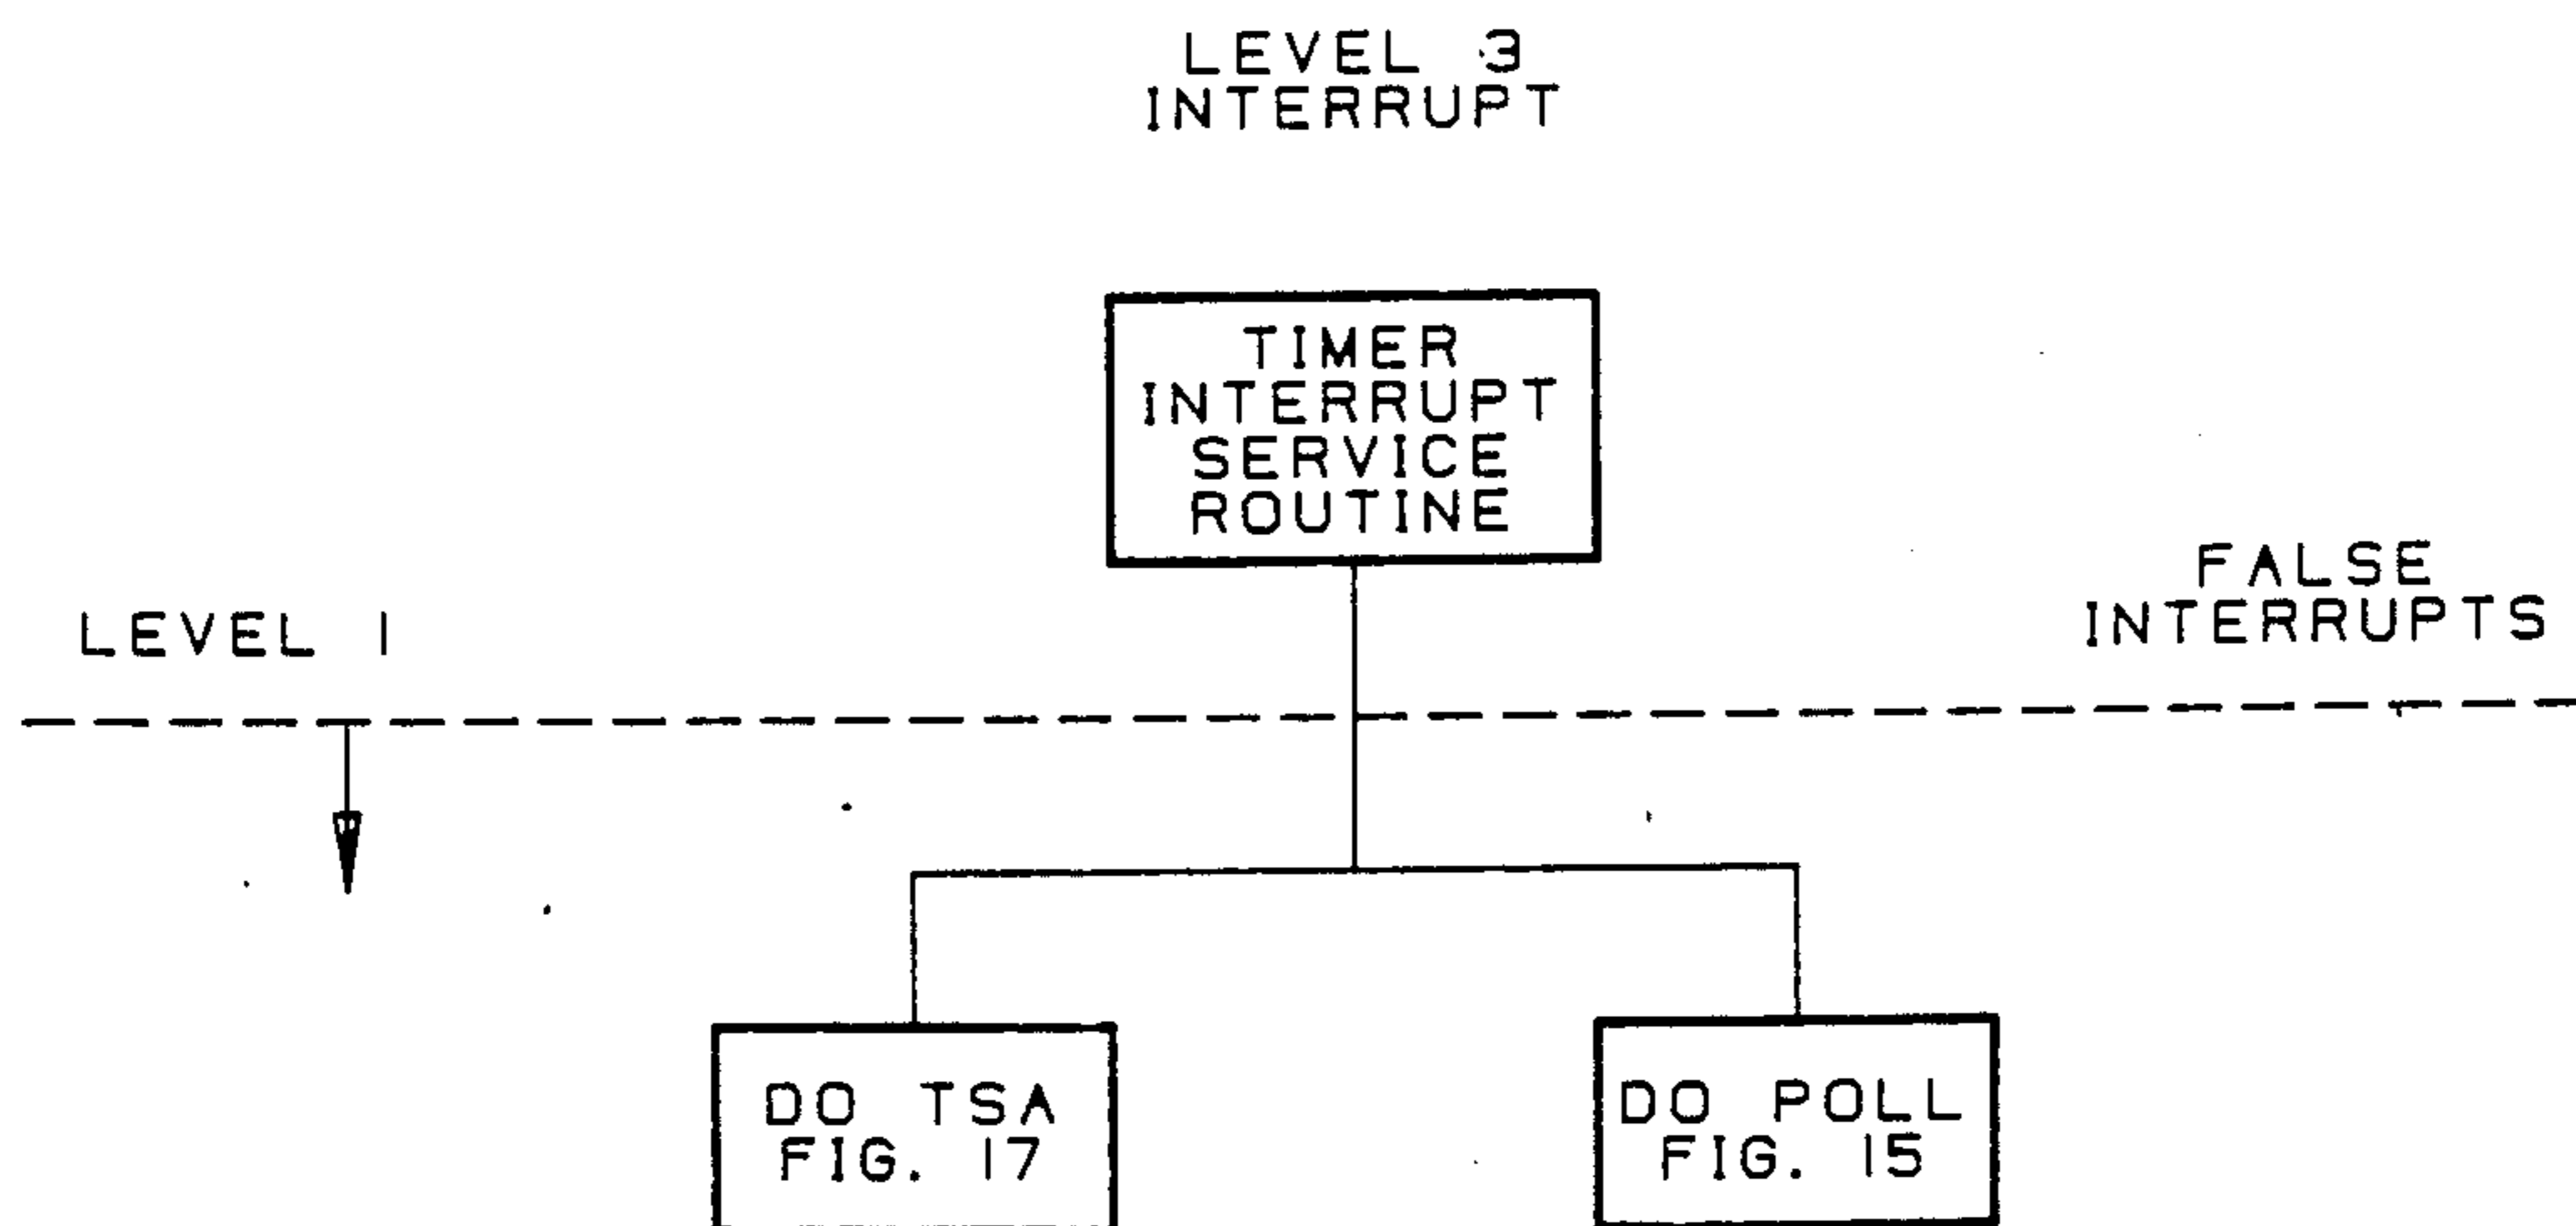 LEVEL 3
INTERRUPT
TIMER
INTERRUPT
SERVICE
ROUTINE
LEVEL 1
FALSE
INTERRUPTS
DO TSA
FIG. 17
DO POLL
FIG. 15